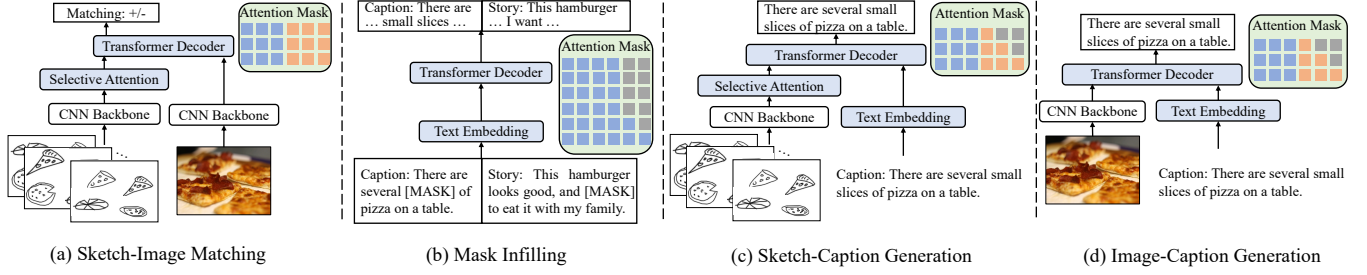 Matching: +/-
Attention Mask
Transformer Decoder
Selective Attention
CNN Backbone
CNN Backbone
(a) Sketch-Image Matching
Caption: There are
… small slices …
Story: This hamburger
… I want …
Attention Mask
Transformer Decoder
Text Embedding
Caption: There are
several [MASK] of
pizza on a table.
Story: This hamburger
looks good, and [MASK]
to eat it with my family.
(b) Mask Infilling
There are several small
slices of pizza on a table.
Attention Mask
Transformer Decoder
Selective Attention
CNN Backbone
Text Embedding
Caption: There are several small
slices of pizza on a table.
(c) Sketch-Caption Generation
There are several small
slices of pizza on a table.
Attention Mask
Transformer Decoder
CNN Backbone
Text Embedding
Caption: There are several small
slices of pizza on a table.
(d) Image-Caption Generation